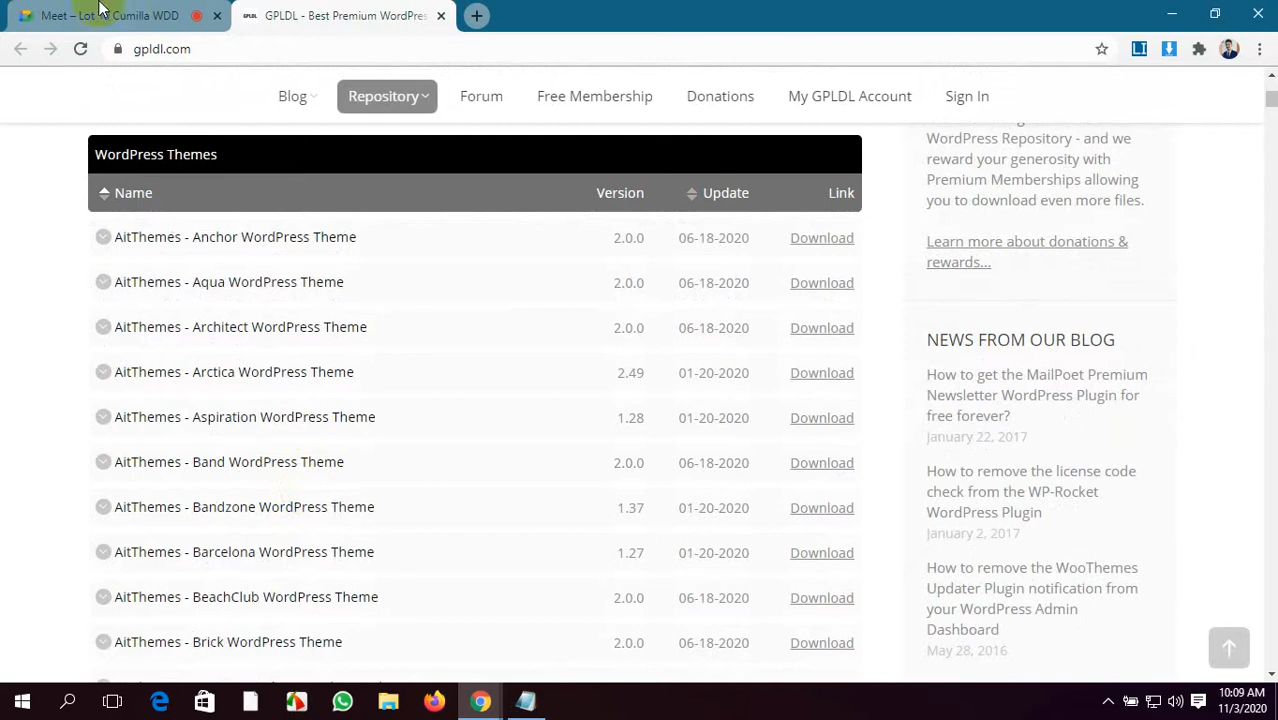 Meet – Lot
Cumilla WDD
GPLDL - Best Premium WordPres
gpldl.com
Blog
Repository
Forum
Free Membership
Donations
My GPLDL Account
Sign In
WordPress Themes
Name Version Update Link
AitThemes - Anchor WordPress Theme 2.0.0 06-18-2020 Download
AitThemes - Aqua WordPress Theme 2.0.0 06-18-2020 Download
AitThemes - Architect WordPress Theme 2.0.0 06-18-2020 Download
AitThemes - Arctica WordPress Theme 2.49 01-20-2020 Download
AitThemes - Aspiration WordPress Theme 1.28 01-20-2020 Download
AitThemes - Band WordPress Theme 2.0.0 06-18-2020 Download
AitThemes - Bandzone WordPress Theme 1.37 01-20-2020 Download
AitThemes - Barcelona WordPress Theme 1.27 01-20-2020 Download
AitThemes - BeachClub WordPress Theme 2.0.0 06-18-2020 Download
AitThemes - Brick WordPress Theme 2.0.0 06-18-2020 Download
WordPress Repository - and we
reward your generosity with
Premium Memberships allowing
you to download even more files.
Learn more about donations &
rewards...
NEWS FROM OUR BLOG
How to get the MailPoet Premium
Newsletter WordPress Plugin for
free forever?
January 22, 2017
How to remove the license code
check from the WP-Rocket
WordPress Plugin
January 2, 2017
How to remove the WooThemes
Updater Plugin notification from
your WordPress Admin
Dashboard
May 28, 2016
10:09 AM
11/3/2020